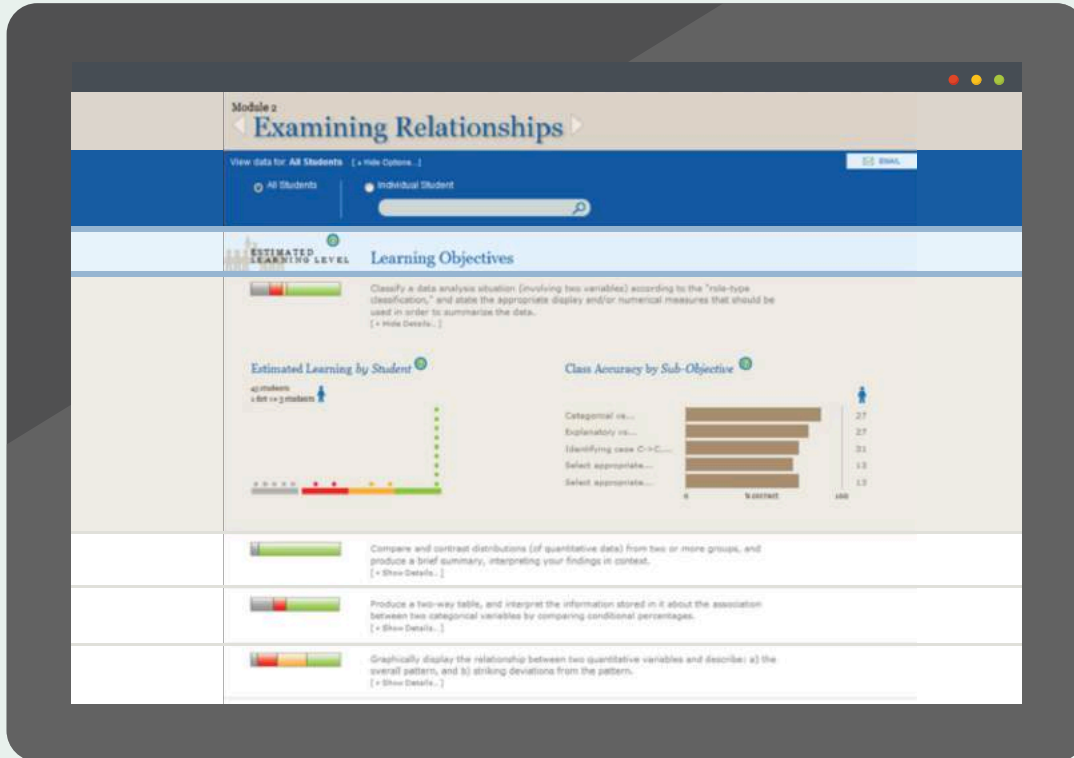 Module 2
Examining Relationships
View data for: All Students [ + Hide Options...]
EMAIL
All Students
Individual Student
ESTIMATED
LEARNING LEVEL
Learning Objectives
Classify a data analysis situation (involving two variables) according to the "role-type
classification," and state the appropriate display and/or numerical measures that should be
used in order to summarize the data.
[ + Hide Details...]
Estimated Learning by Student
students
1 dot = 3 students
Class Accuracy by Sub-Objective
Categorical vs... 27
Explanatory vs... 27
Identifying case C->C.... 31
Select appropriate... 13
Select appropriate... 13
0 % correct 100
Compare and contrast distributions (of quantitative data) from two or more groups, and
produce a brief summary, interpreting your findings in context.
[ + Show Details...]
Produce a two-way table, and interpret the information stored in it about the association
between two categorical variables by comparing conditional percentages.
[ + Show Details...]
Graphically display the relationship between two quantitative variables and describe: a) the
overall pattern, and b) striking deviations from the pattern.
[ + Show Details...]